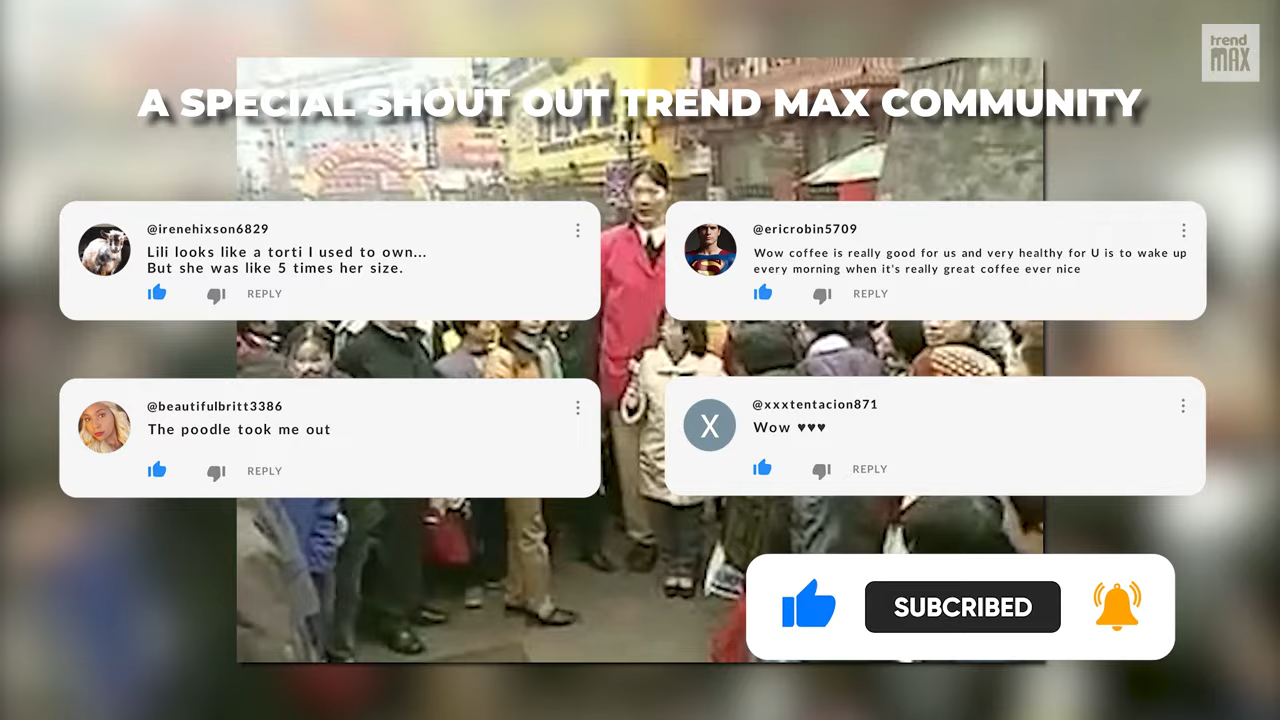 trend
MAX
A SPECIAL SHOUT OUT TREND MAX COMMUNITY
@irenehixson6829
Lili looks like a torti I used to own...
But she was like 5 times her size.
REPLY
@ericrobin5709
Wow coffee is really good for us and very healthy for U is to wake up
every morning when it's really great coffee ever nice
REPLY
@beautifulbritt3386
The poodle took me out
REPLY
X
@xxxtentacion871
Wow ♥♥♥
REPLY
SUBCRIBED